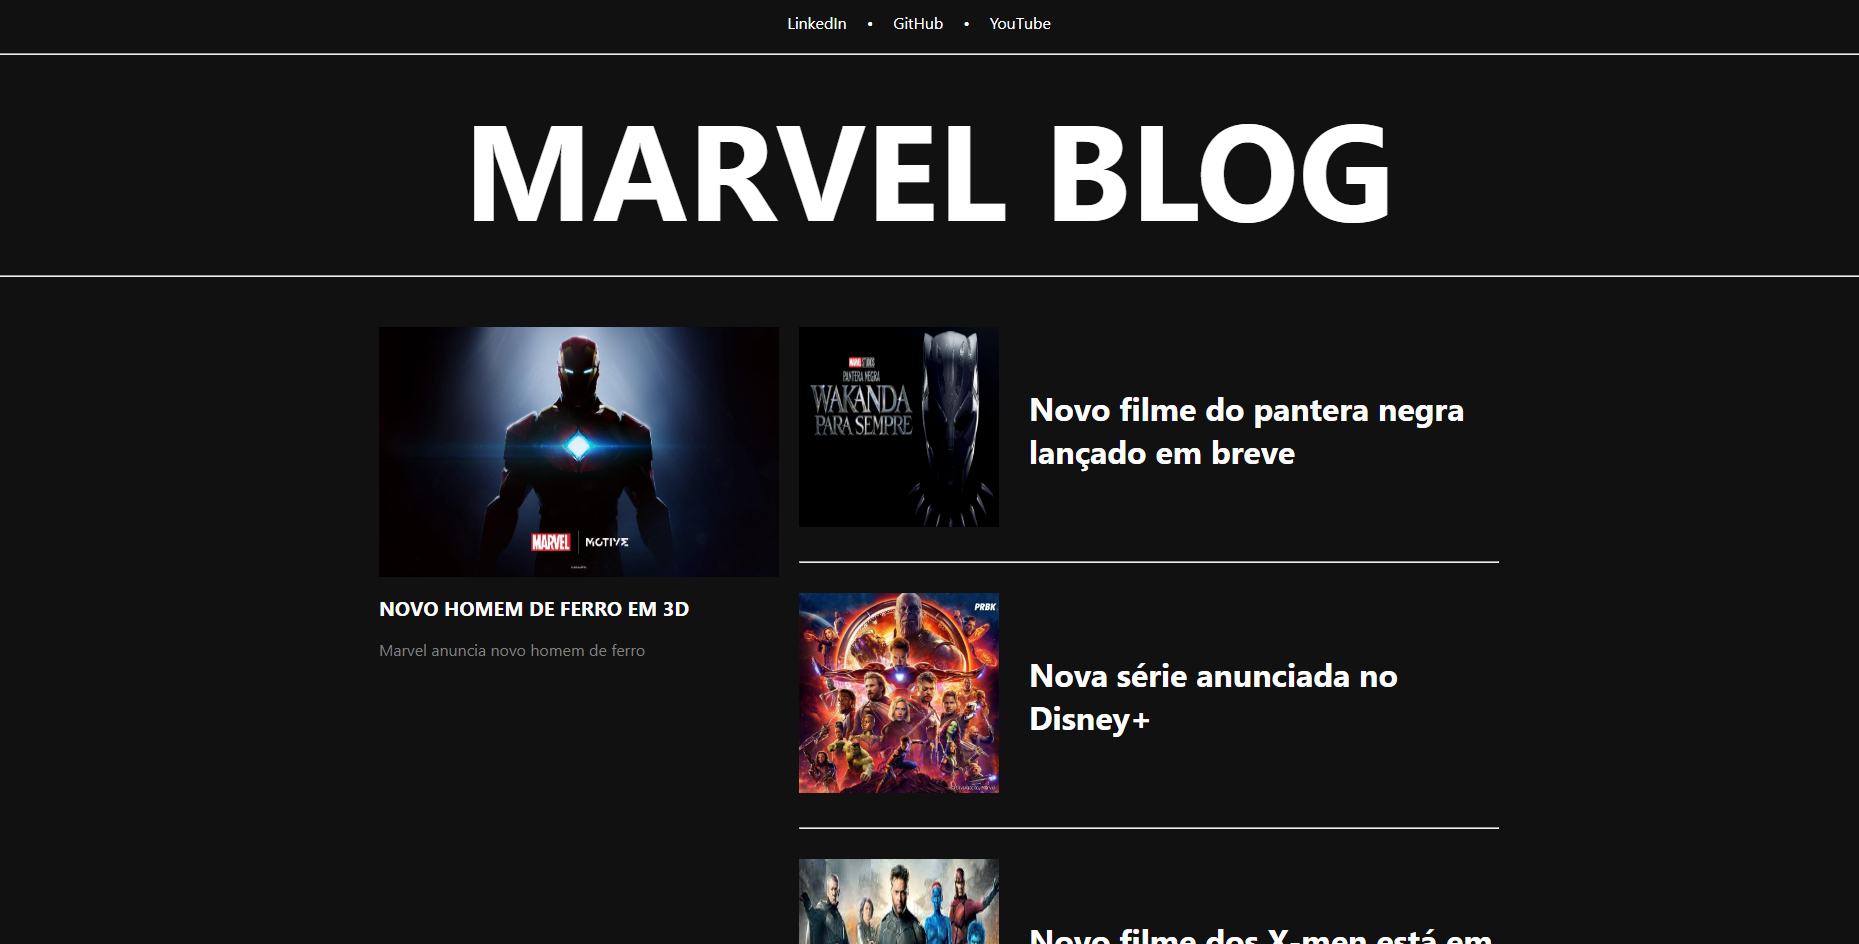 LinkedIn • GitHub • YouTube
MARVEL BLOG
MARVEL MOTIVE
NOVO HOMEM DE FERRO EM 3D
Marvel anuncia novo homem de ferro
MARVEL STUDIOS
PANTERA NEGRA
WAKANDA
PARA SEMPRE
Novo filme do pantera negra
lançado em breve
PRBK
Nova série anunciada no
Disney+
Novo filme dos X-men está em